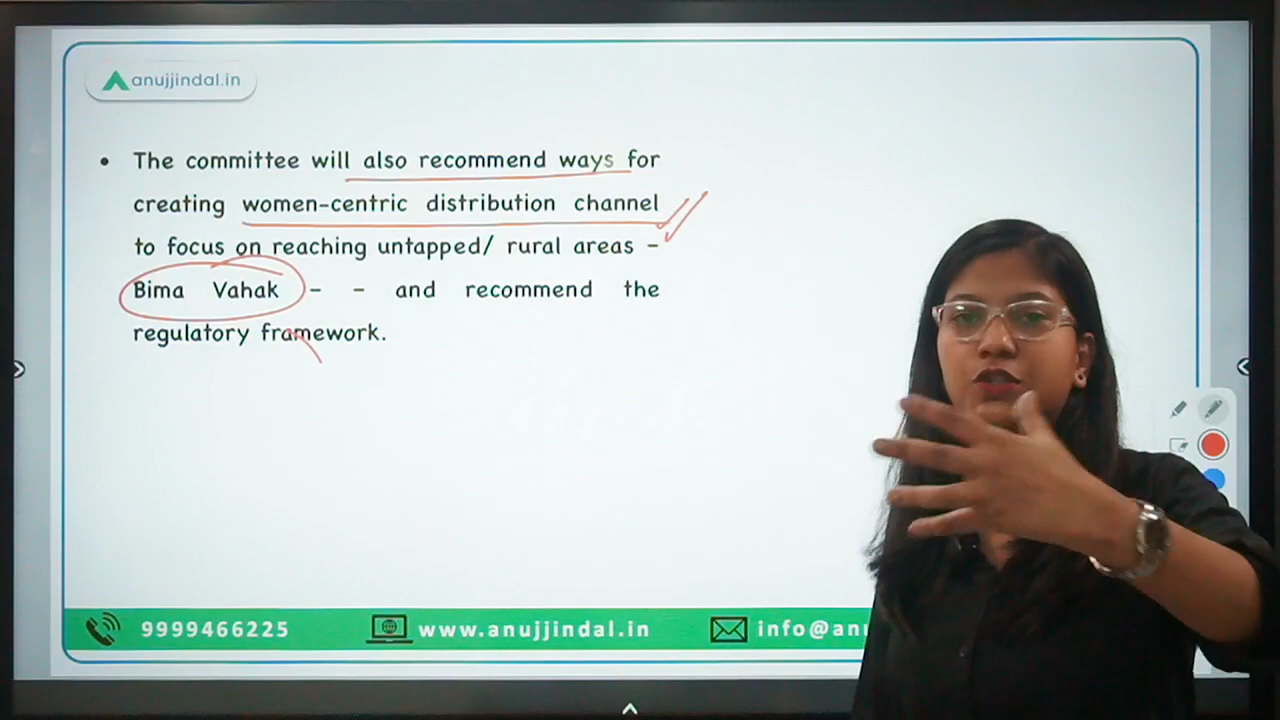 anujjindal.in
The committee will also recommend ways for
creating women-centric distribution channel
to focus on reaching untapped/ rural areas –
Bima Vahak – – and recommend the
regulatory framework.
9999466225 www.anujjindal.in info@anu